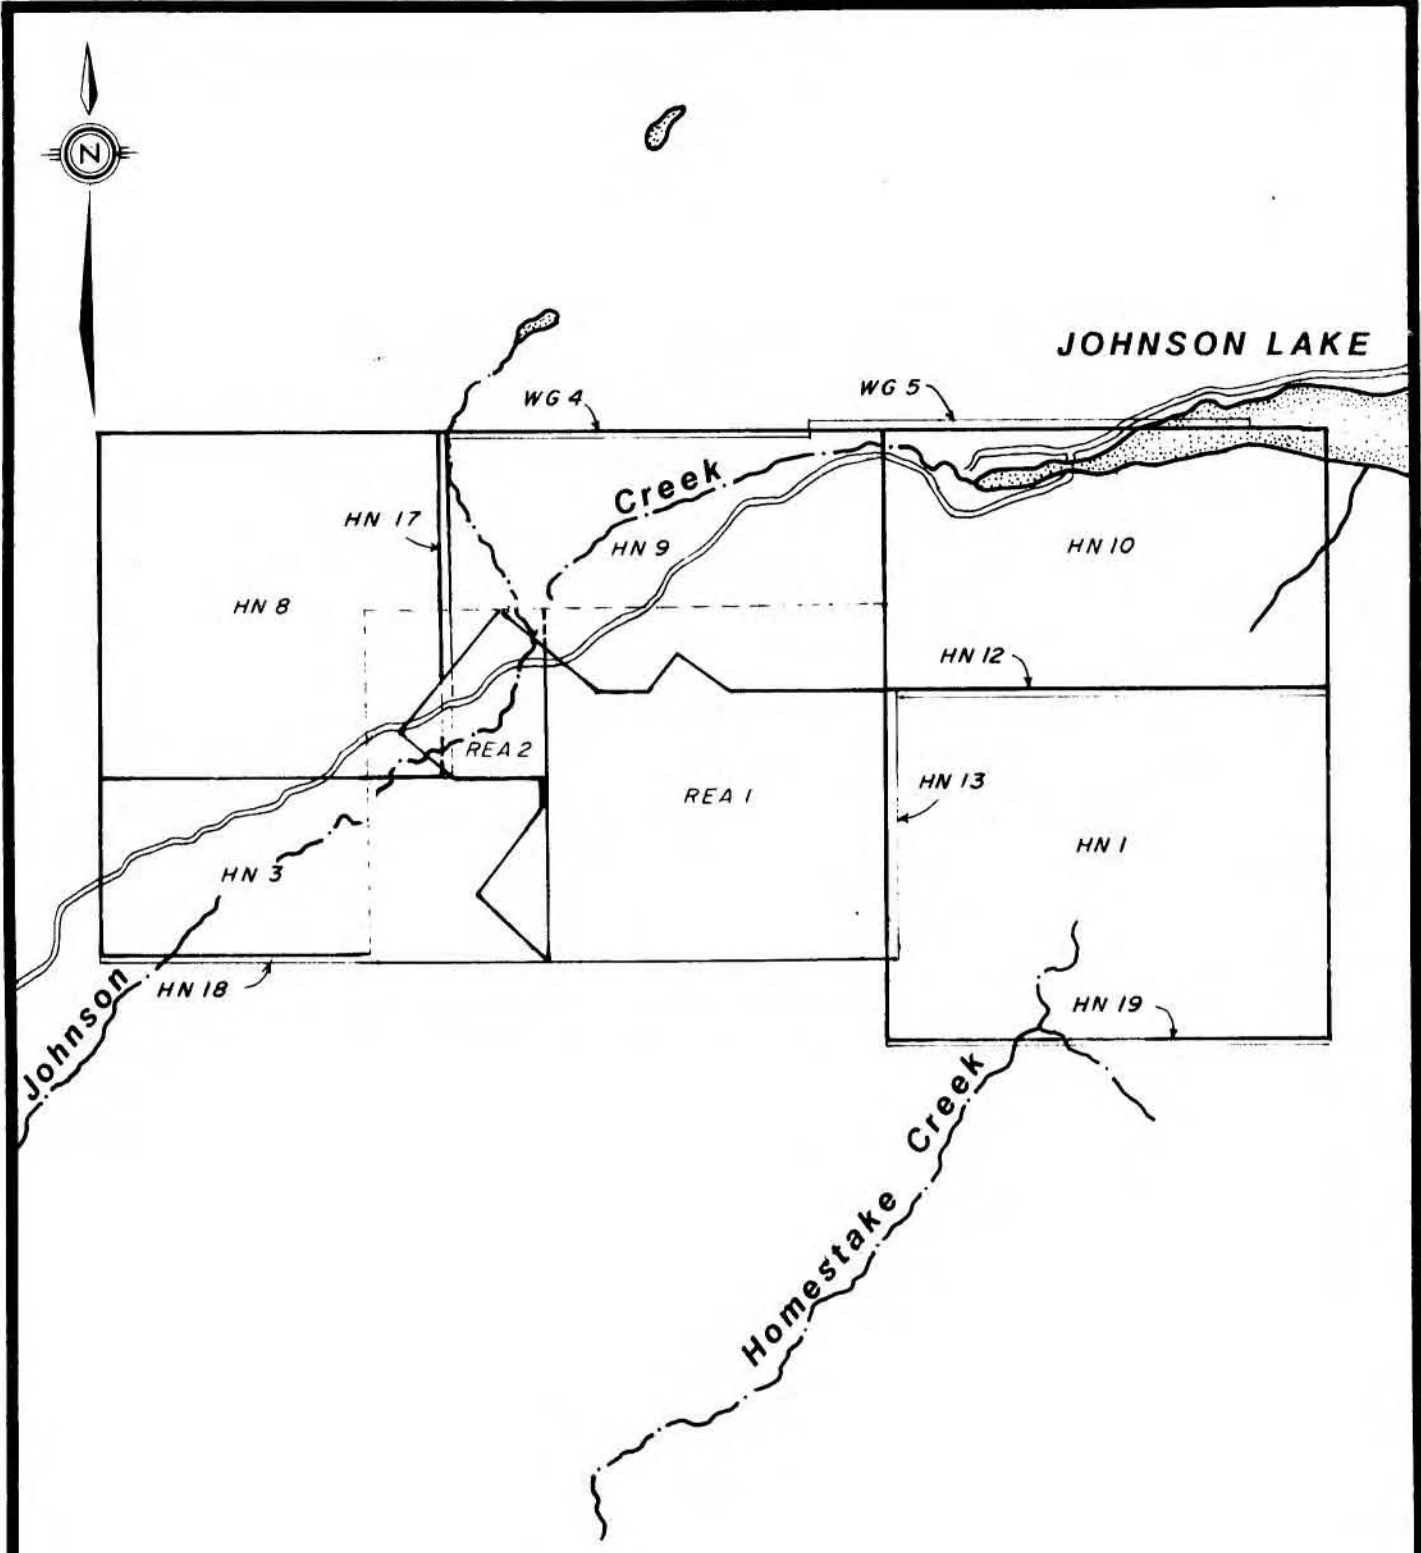 N
JOHNSON LAKE
WG 4
WG 5
Creek
HN 17
HN 9
HN 10
HN 8
HN 12
REA 2
REA 1
HN 13
HN 1
HN 3
HN 18
Johnson
HN 19
Creek
Homestake